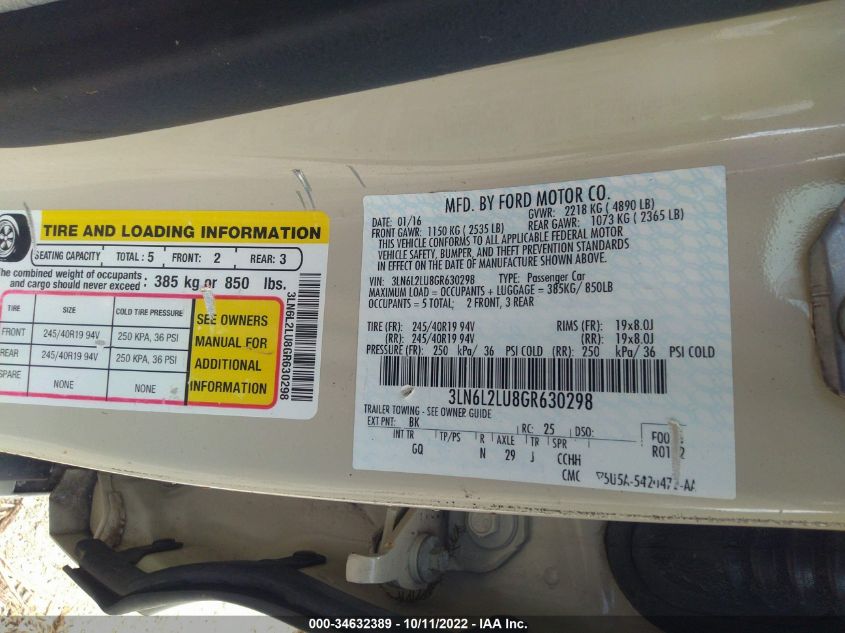 TIRE AND LOADING INFORMATION
SEATING CAPACITY TOTAL : 5 FRONT: 2 REAR: 3
The combined weight of occupants and cargo should never exceed : 385 kg or 850 lbs.
TIRE SIZE COLD TIRE PRESSURE
FRONT 245/40R19 94V 250 KPA, 36 PSI
REAR 245/40R19 94V 250 KPA, 36 PSI
SPARE NONE NONE
SEE OWNERS
MANUAL FOR
ADDITIONAL
INFORMATION
3LN6L2LU8GR630298
MFD. BY FORD MOTOR CO.
DATE: 01/16 GVWR: 2218 KG ( 4890 LB)
FRONT GAWR: 1150 KG ( 2535 LB) REAR GAWR: 1073 KG ( 2365 LB)
THIS VEHICLE CONFORMS TO ALL APPLICABLE FEDERAL MOTOR
VEHICLE SAFETY, BUMPER, AND THEFT PREVENTION STANDARDS
IN EFFECT ON THE DATE OF MANUFACTURE SHOWN ABOVE.
VIN: 3LN6L2LU8GR630298 TYPE: Passenger Car
MAXIMUM LOAD = OCCUPANTS + LUGGAGE = 385KG/ 850LB
OCCUPANTS = 5 TOTAL; 2 FRONT, 3 REAR
TIRE (FR): 245/40R19 94V RIMS (FR): 19x8.0J
(RR): 245/40R19 94V (RR): 19x8.0J
PRESSURE (FR): 250 kPa/ 36 PSI COLD (RR): 250 kPa/ 36 PSI COLD
3LN6L2LU8GR630298
TRAILER TOWING - SEE OWNER GUIDE
EXT PNT: BK RC: 25 DSO:
INT TR TP/PS R AXLE TR SPR
GQ N 29 J CCHH
CMC
000-34632389 - 10/11/2022 - IAA Inc.